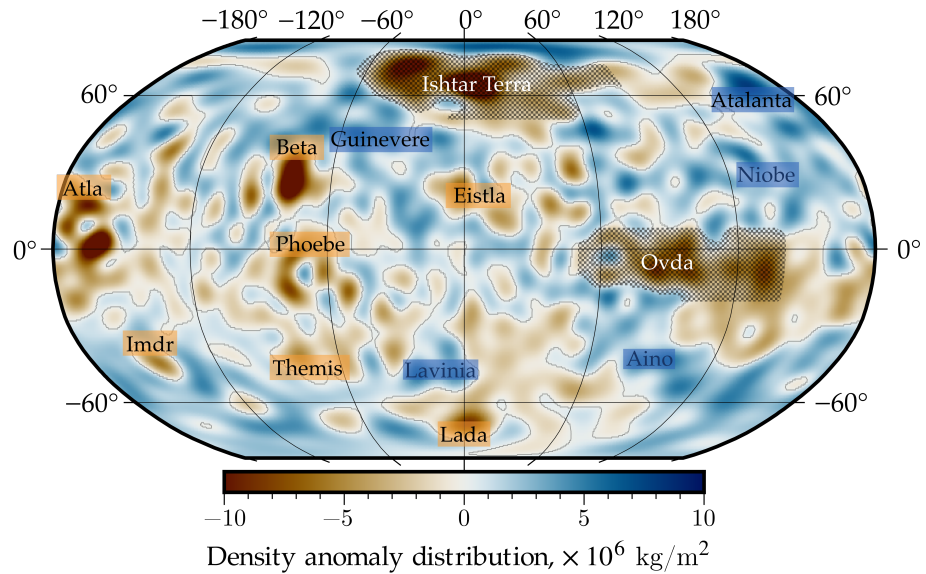 −180° −120° −60° 0° 60° 120° 180°
Ishtar Terra
60° Atalanta 60°
Beta Guinevere
Niobe
Atla Eistla
Phoebe
0° Ovda 0°
Imdr
Themis Lavinia Aino
−60° −60°
Lada
−10 −5 0 5 10
Density anomaly distribution, × 10⁶ kg/m²